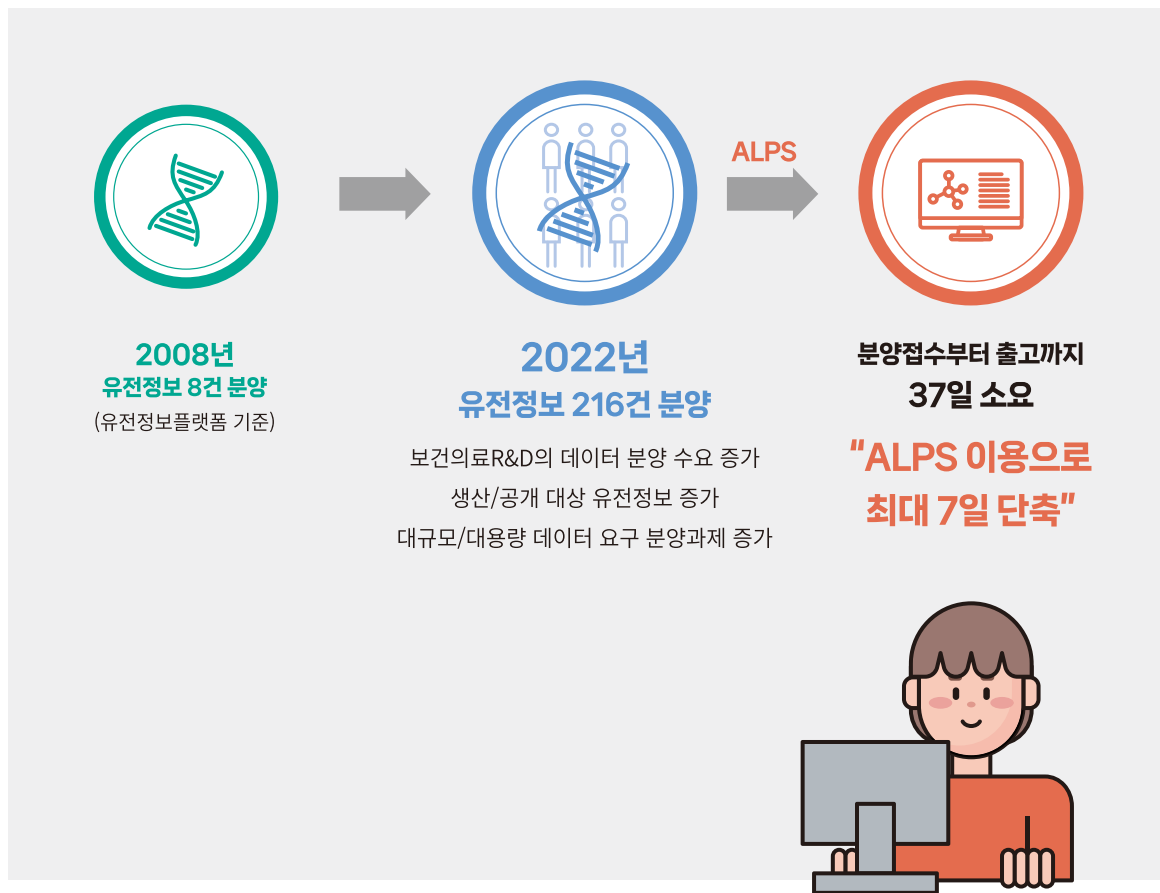 2008년
유전정보 8건 분양
(유전정보플랫폼 기준)
2022년
유전정보 216건 분양
보건의료R&D의 데이터 분양 수요 증가
생산/공개 대상 유전정보 증가
대규모/대용량 데이터 요구 분양과제 증가
ALPS
분양접수부터 출고까지
37일 소요
“ALPS 이용으로
최대 7일 단축”